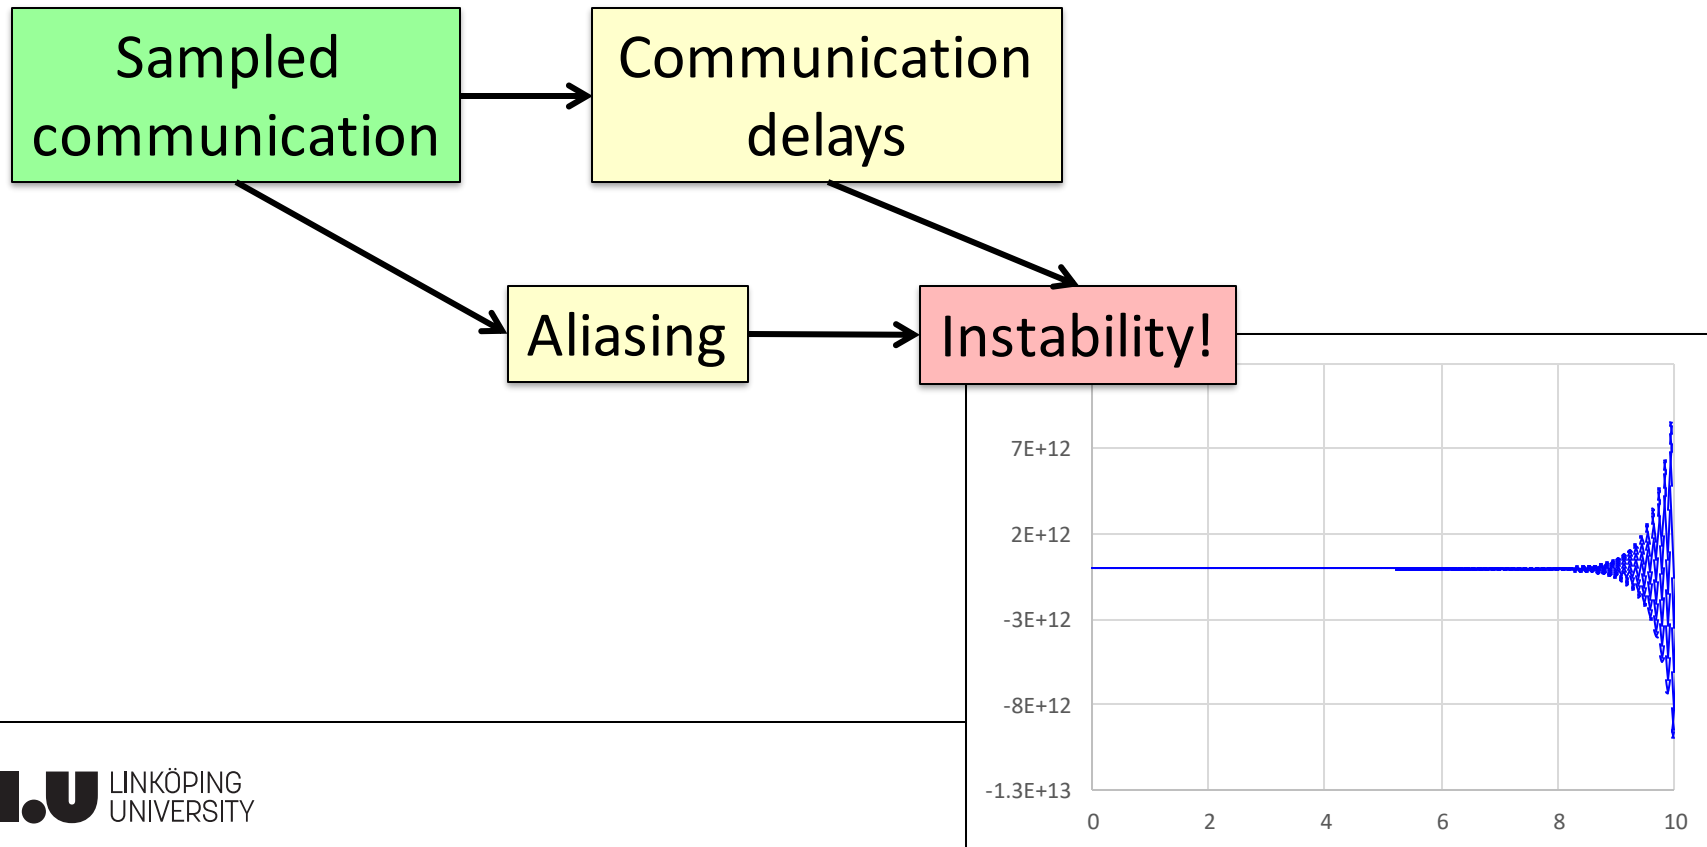 Sampled
communication
Communication
delays
Aliasing
Instability!
7E+12
2E+12
-3E+12
-8E+12
-1.3E+13
0 2 4 6 8 10
LINKÖPING
UNIVERSITY